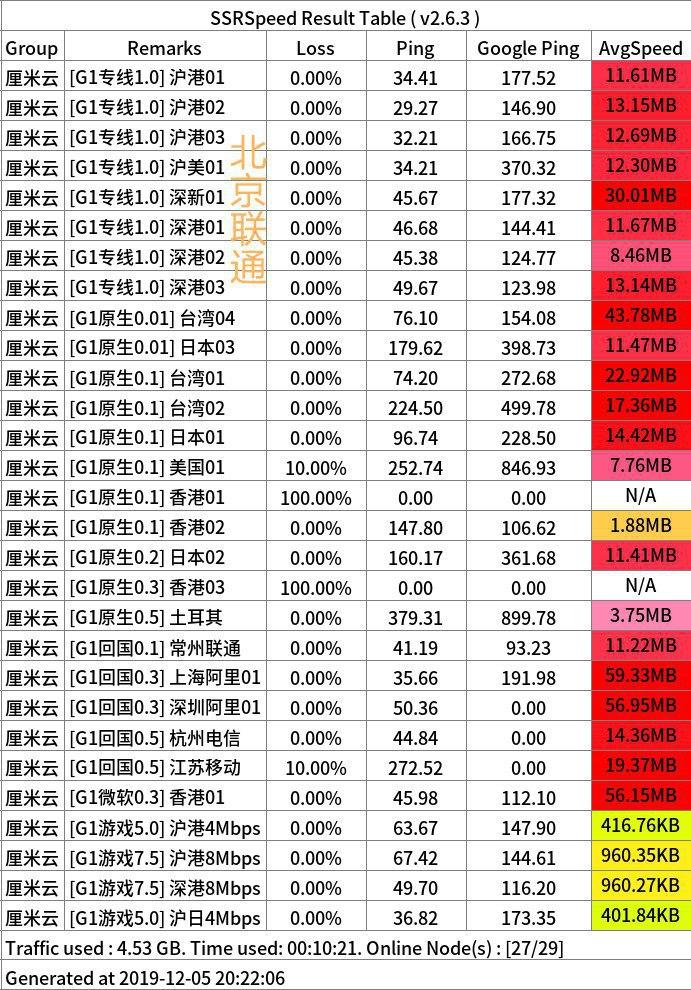 SSRSpeed Result Table ( v2.6.3 )
Group Remarks Loss Ping Google Ping AvgSpeed
厘米云 [G1专线1.0] 沪港01 0.00% 34.41 177.52 11.61MB
厘米云 [G1专线1.0] 沪港02 0.00% 29.27 146.90 13.15MB
厘米云 [G1专线1.0] 沪港03 0.00% 32.21 166.75 12.69MB
厘米云 [G1专线1.0] 沪美01 0.00% 34.21 370.32 12.30MB
厘米云 [G1专线1.0] 深新01 0.00% 45.67 177.32 30.01MB
厘米云 [G1专线1.0] 深港01 0.00% 46.68 144.41 11.67MB
厘米云 [G1专线1.0] 深港02 0.00% 45.38 124.77 8.46MB
厘米云 [G1专线1.0] 深港03 0.00% 49.67 123.98 13.14MB
厘米云 [G1原生0.01] 台湾04 0.00% 76.10 154.08 43.78MB
厘米云 [G1原生0.01] 日本03 0.00% 179.62 398.73 11.47MB
厘米云 [G1原生0.1] 台湾01 0.00% 74.20 272.68 22.92MB
厘米云 [G1原生0.1] 台湾02 0.00% 224.50 499.78 17.36MB
厘米云 [G1原生0.1] 日本01 0.00% 96.74 228.50 14.42MB
厘米云 [G1原生0.1] 美国01 10.00% 252.74 846.93 7.76MB
厘米云 [G1原生0.1] 香港01 100.00% 0.00 0.00 N/A
厘米云 [G1原生0.1] 香港02 0.00% 147.80 106.62 1.88MB
厘米云 [G1原生0.2] 日本02 0.00% 160.17 361.68 11.41MB
厘米云 [G1原生0.3] 香港03 100.00% 0.00 0.00 N/A
厘米云 [G1原生0.5] 土耳其 0.00% 379.31 899.78 3.75MB
厘米云 [G1回国0.1] 常州联通 0.00% 41.19 93.23 11.22MB
厘米云 [G1回国0.3] 上海阿里01 0.00% 35.66 191.98 59.33MB
厘米云 [G1回国0.3] 深圳阿里01 0.00% 50.36 0.00 56.95MB
厘米云 [G1回国0.5] 杭州电信 0.00% 44.84 0.00 14.36MB
厘米云 [G1回国0.5] 江苏移动 10.00% 272.52 0.00 19.37MB
厘米云 [G1微软0.3] 香港01 0.00% 45.98 112.10 56.15MB
厘米云 [G1游戏5.0] 沪港4Mbps 0.00% 63.67 147.90 416.76KB
厘米云 [G1游戏7.5] 沪港8Mbps 0.00% 67.42 144.61 960.35KB
厘米云 [G1游戏7.5] 深港8Mbps 0.00% 49.70 116.20 960.27KB
厘米云 [G1游戏5.0] 沪日4Mbps 0.00% 36.82 173.35 401.84KB
Traffic used : 4.53 GB. Time used: 00:10:21. Online Node(s) : [27/29]
Generated at 2019-12-05 20:22:06
北京联通